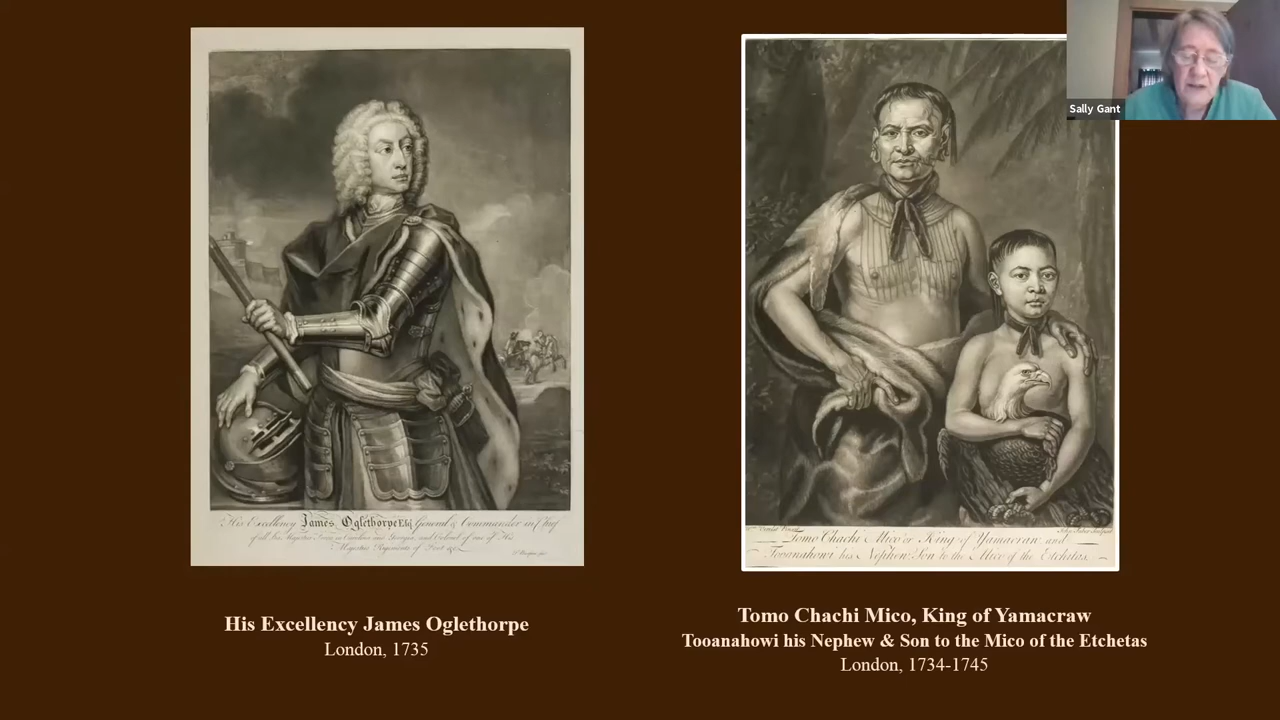 Sally Gant
His Excellency James Oglethorpe Esq. General & Commander in Chief
of all his Majesties Forces in Carolina and Georgia, and Colonel of one of His
Majesties Regiments of Foot
Tomo Chachi Mico or King of Yamacraw, and
Tooanahowi his Nephew, Son to the Mico of the Etchitas.
His Excellency James Oglethorpe
London, 1735
Tomo Chachi Mico, King of Yamacraw
Tooanahowi his Nephew & Son to the Mico of the Etchetas
London, 1734-1745